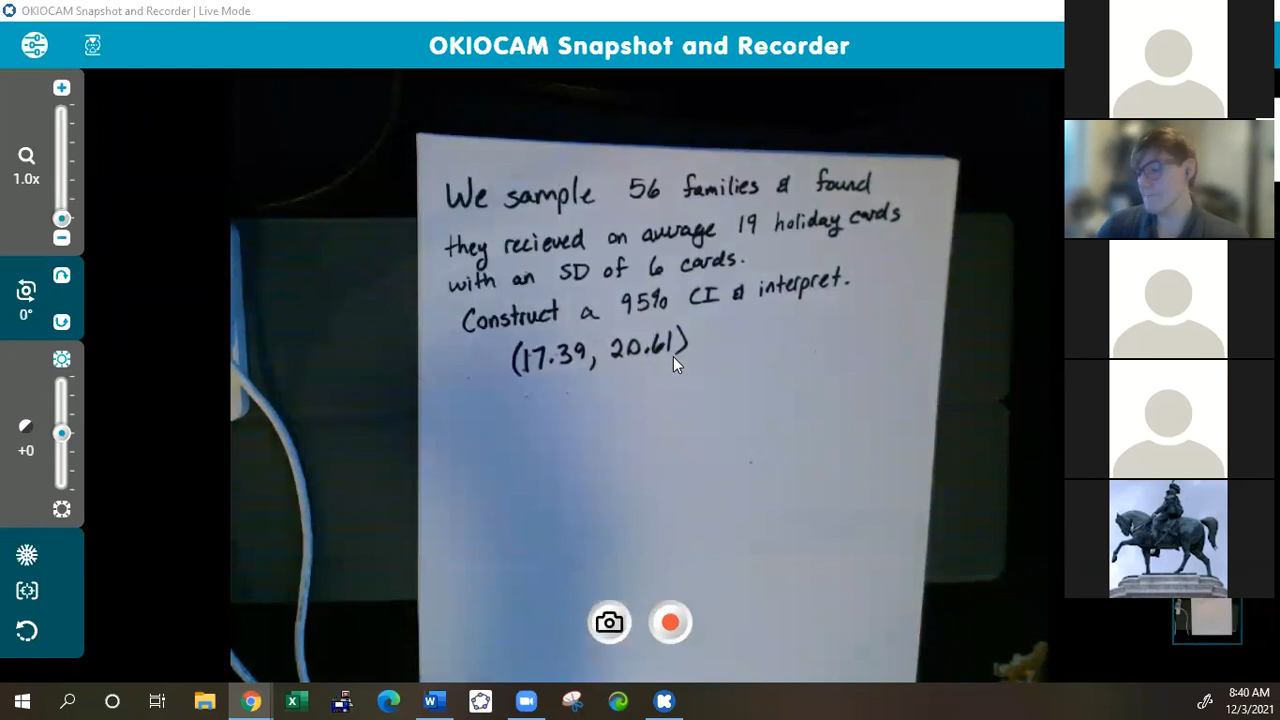 OKIOCAM Snapshot and Recorder | Live Mode
OKIOCAM Snapshot and Recorder
1.0x
0°
+0
We sample 56 families & found
they recieved on avurage 19 holiday cards
with an SD of 6 cards.
Construct a 95% CI & interpret.
(17.39, 20.61)
8:40 AM
12/3/2021